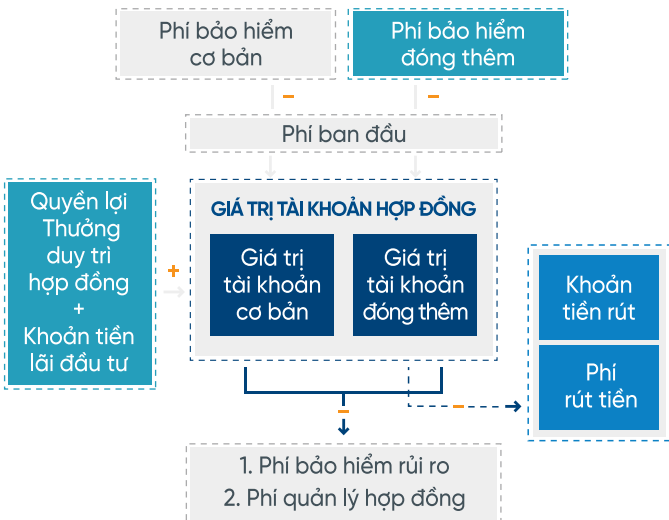 Phí bảo hiểm
cơ bản
Phí bảo hiểm
đóng thêm
Phí ban đầu
Quyền lợi
Thưởng
duy trì
hợp đồng
+
Khoản tiền
lãi đầu tư
+
GIÁ TRỊ TÀI KHOẢN HỢP ĐỒNG
Giá trị
tài khoản
cơ bản
Giá trị
tài khoản
đóng thêm
Khoản
tiền rút
Phí
rút tiền
1. Phí bảo hiểm rủi ro
2. Phí quản lý hợp đồng